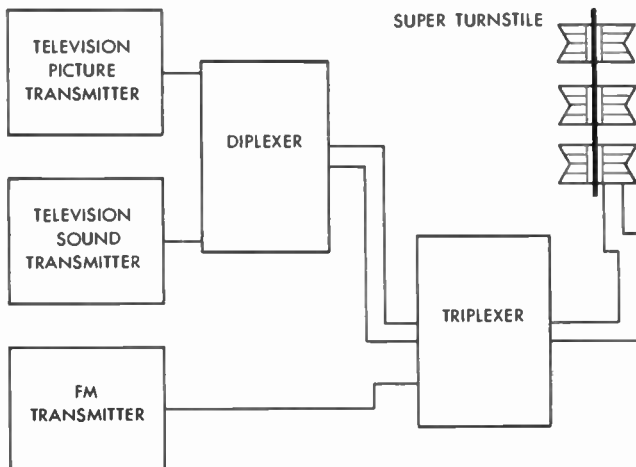 SUPER TURNSTILE
TELEVISION
PICTURE
TRANSMITTER
DIPLEXER
TELEVISION
SOUND
TRANSMITTER
TRIPLEXER
FM
TRANSMITTER